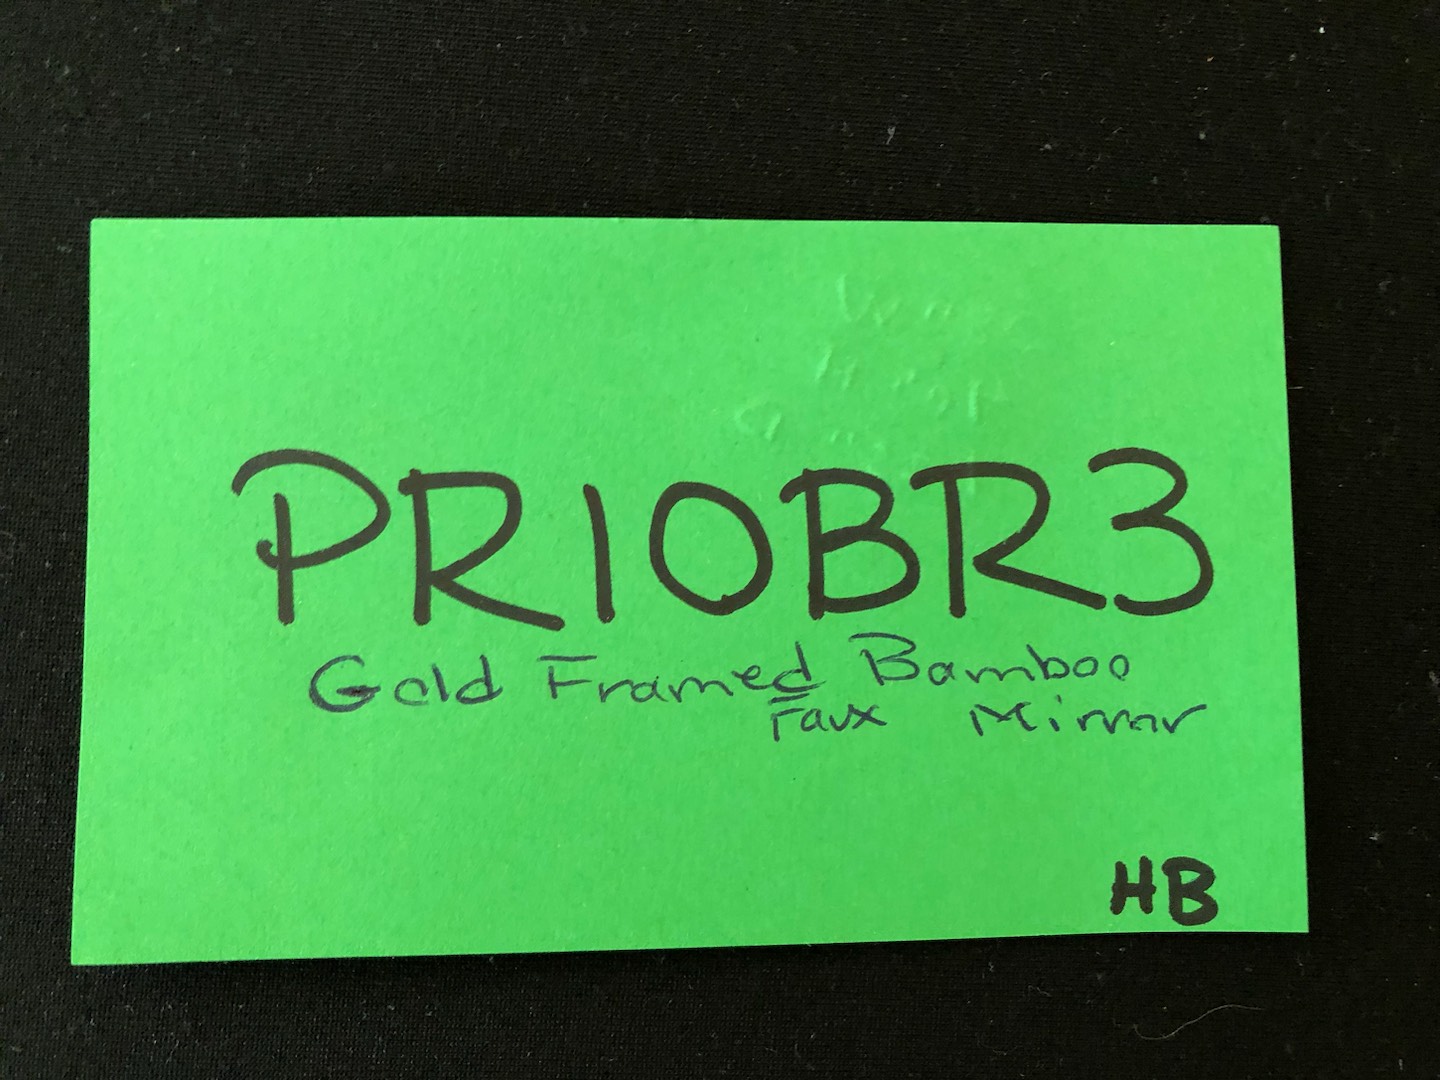 PR10BR3
Gold Framed Bamboo
Faux Mirror
HB